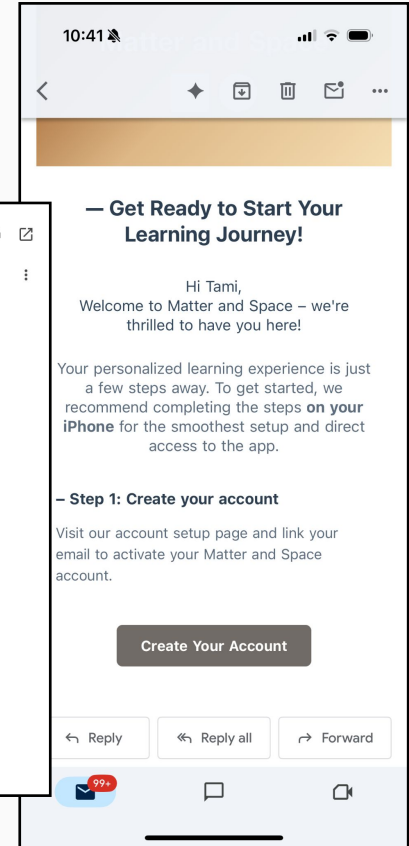 10:41
Matter and Sp
— Get Ready to Start Your
Learning Journey!
Hi Tami,
Welcome to Matter and Space – we're
thrilled to have you here!
Your personalized learning experience is just
a few steps away. To get started, we
recommend completing the steps on your
iPhone for the smoothest setup and direct
access to the app.
– Step 1: Create your account
Visit our account setup page and link your
email to activate your Matter and Space
account.
Create Your Account
Reply
Reply all
Forward
99+